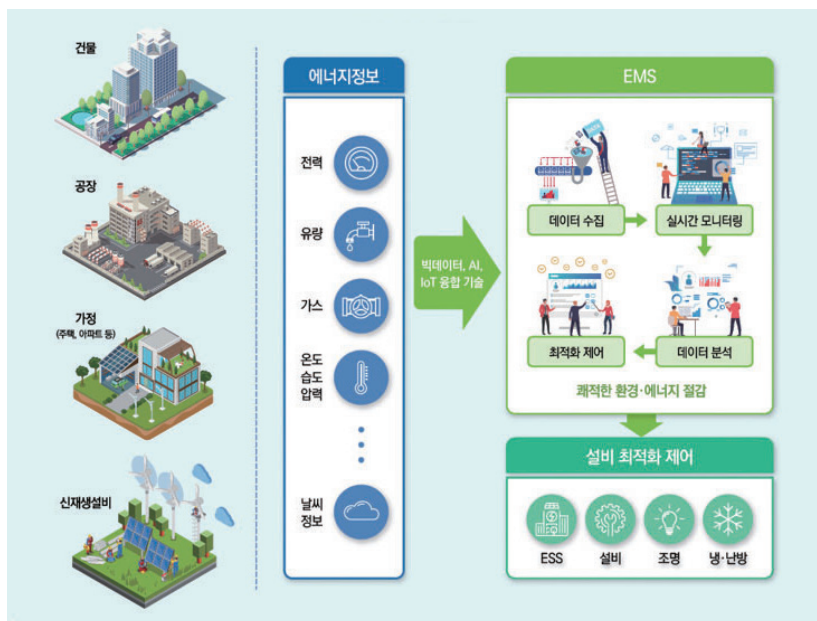 건물
공장
가정
(주택, 아파트 등)
신재생설비
에너지정보
전력
유량
가스
온도
습도
압력
날씨
정보
빅데이터, AI,
IoT 융합 기술
EMS
데이터 수집
실시간 모니터링
최적화 제어
데이터 분석
쾌적한 환경·에너지 절감
설비 최적화 제어
ESS
설비
조명
냉·난방